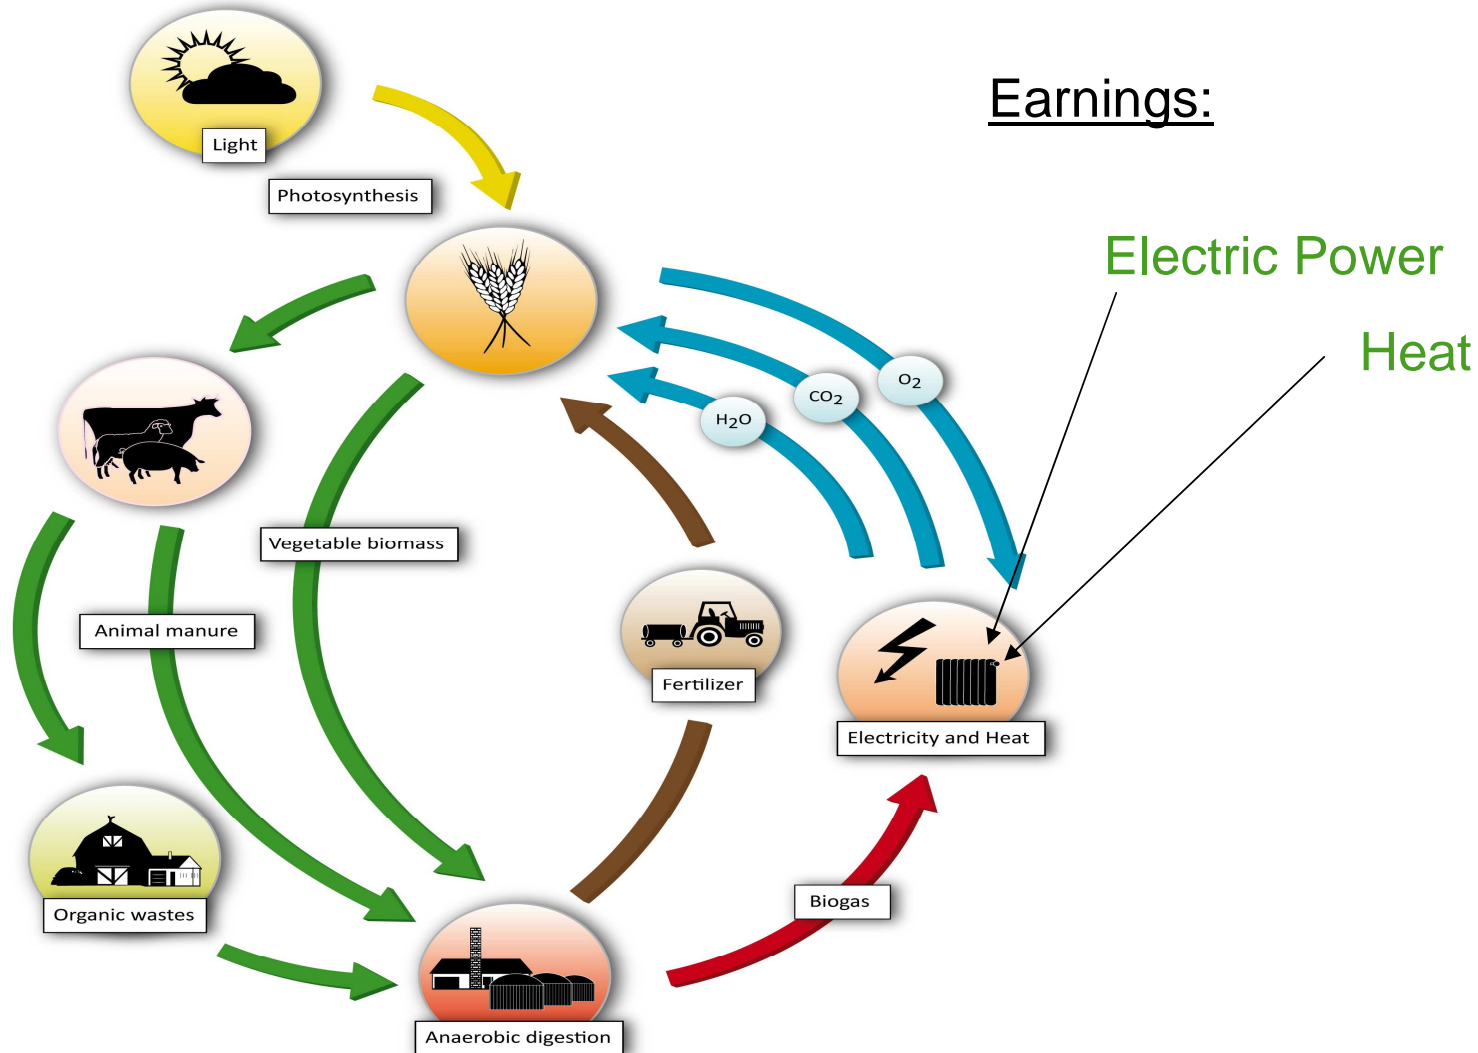 Earnings:
Light
Photosynthesis
Electric Power
Heat
O2
CO2
H2O
Vegetable biomass
Animal manure
Fertilizer
Electricity and Heat
Biogas
Organic wastes
Anaerobic digestion